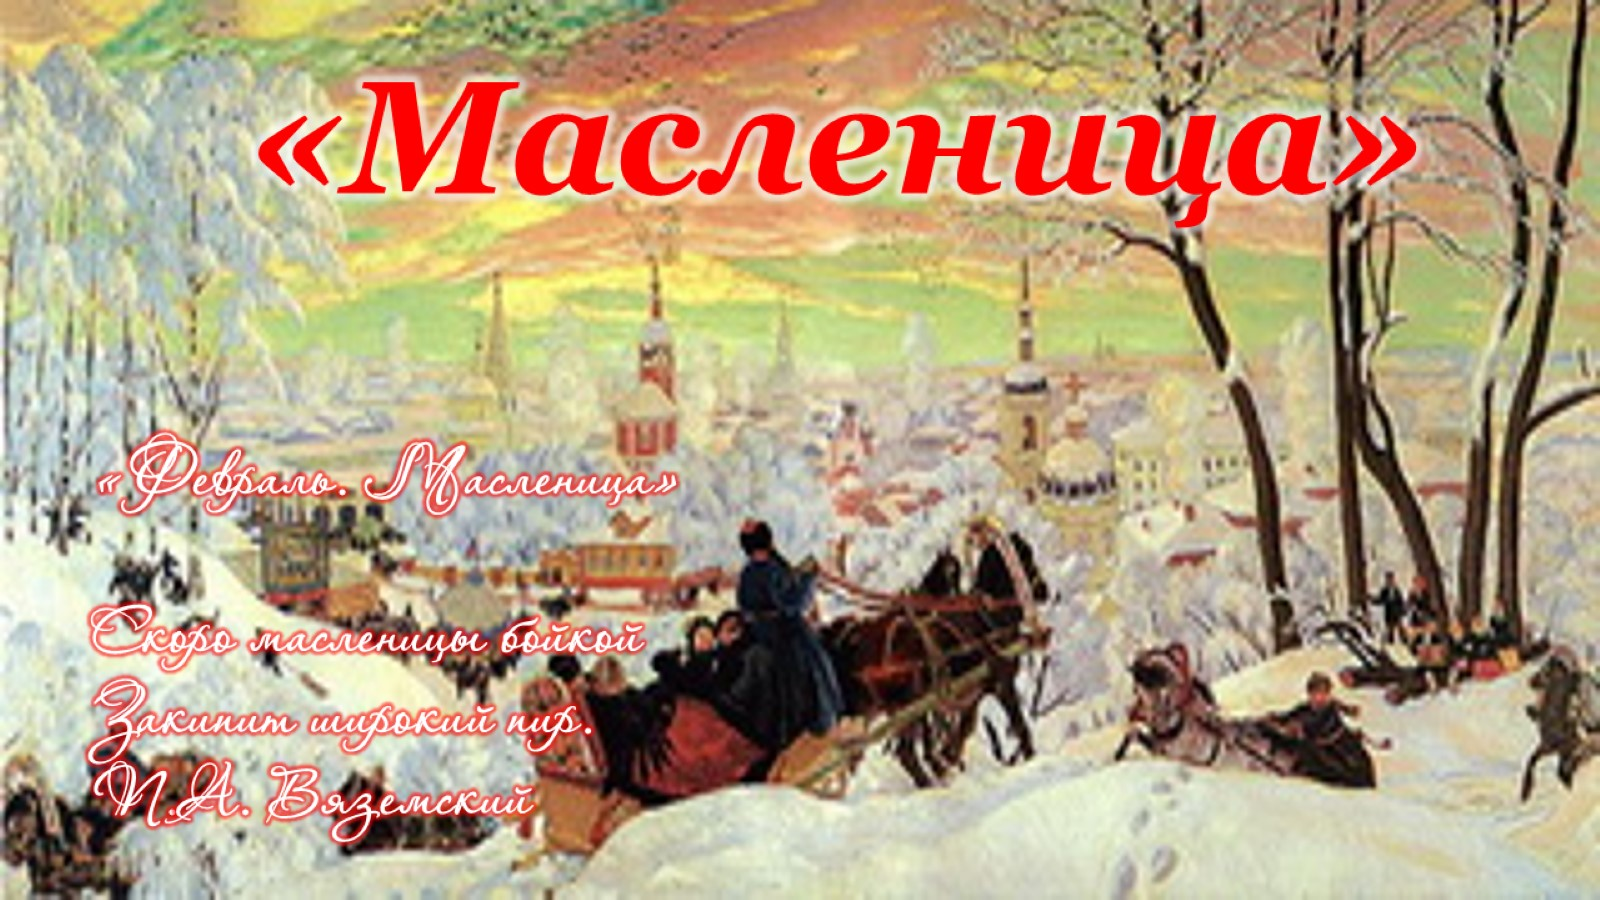 «Масленица»
«Февраль. Масленица»
Скоро масленицы бойкой
Закипит широкий пир.
П.А. Вяземский